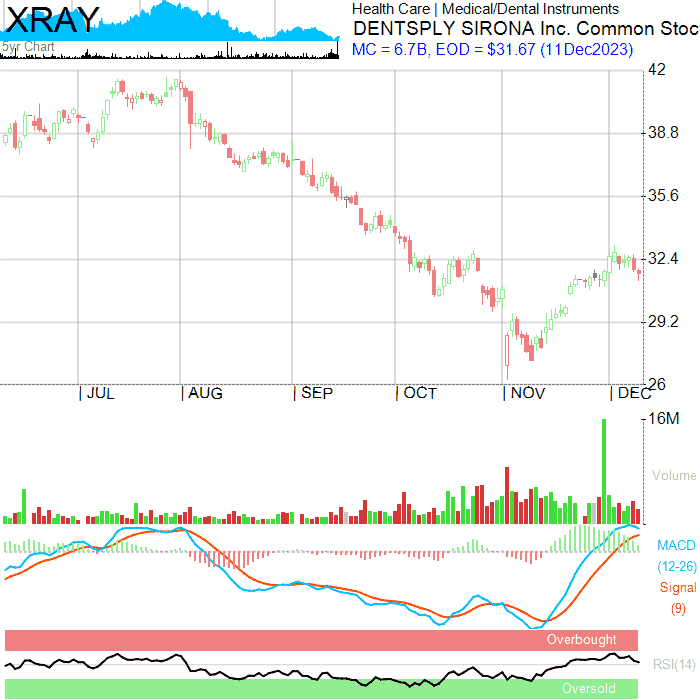 XRAY
5yr Chart
Health Care | Medical/Dental Instruments
DENTSPLY SIRONA Inc. Common Stoc
MC = 6.7B, EOD = $31.67 (11Dec2023)
42
38.8
35.6
32.4
29.2
26
| JUL
| AUG
| SEP
| OCT
| NOV
| DEC
16M
Volume
MACD
(12-26)
Signal
(9)
Overbought
RSI(14)
Oversold